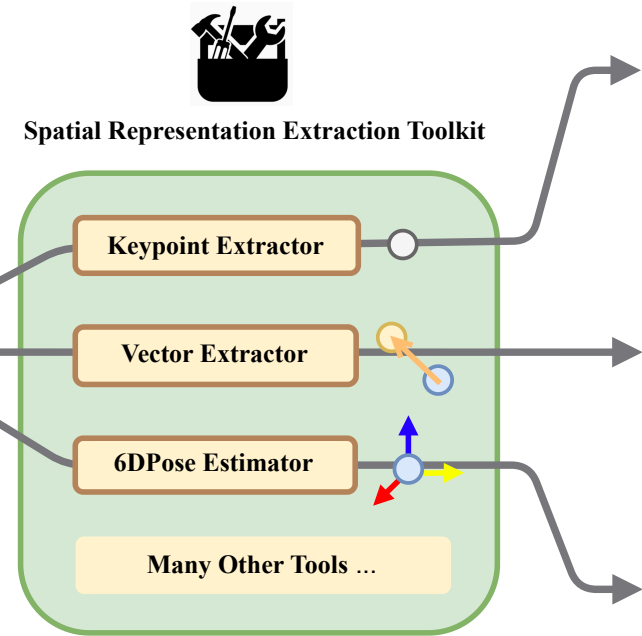 Spatial Representation Extraction Toolkit
Keypoint Extractor
Vector Extractor
6DPose Estimator
Many Other Tools ...